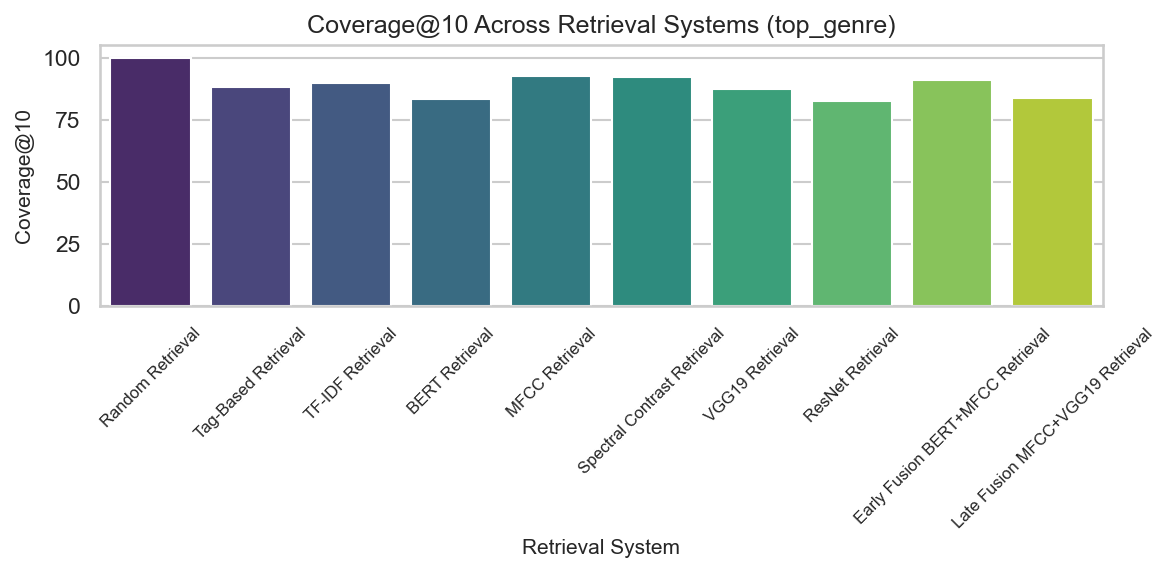 Coverage@10 Across Retrieval Systems (top_genre)
Coverage@10
100
75
50
25
0
Random Retrieval
Tag-Based Retrieval
TF-IDF Retrieval
BERT Retrieval
MFCC Retrieval
Spectral Contrast Retrieval
VGG19 Retrieval
ResNet Retrieval
Early Fusion BERT+MFCC Retrieval
Late Fusion MFCC+VGG19 Retrieval
Retrieval System